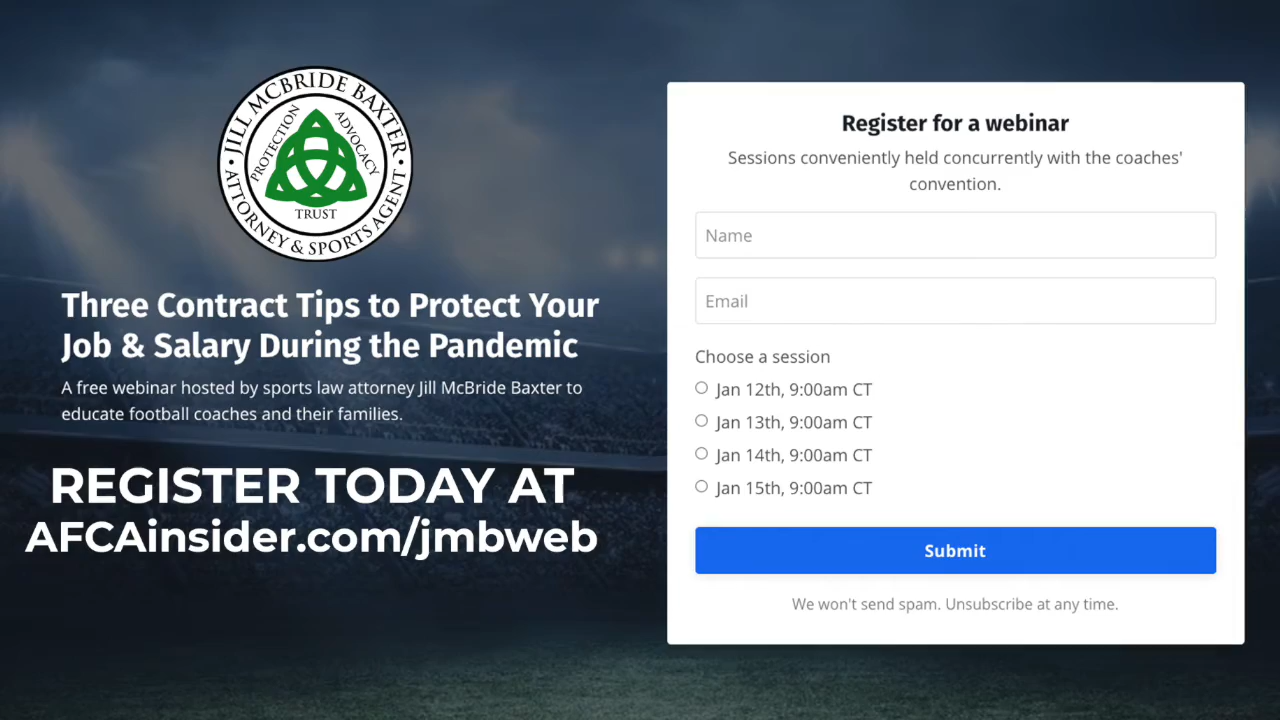 JILL MCBRIDE BAXTER
PROTECTION
ADVOCACY
TRUST
• ATTORNEY & SPORTS AGENT •
Three Contract Tips to Protect Your
Job & Salary During the Pandemic
A free webinar hosted by sports law attorney Jill McBride Baxter to
educate football coaches and their families.
REGISTER TODAY AT
AFCAinsider.com/jmbweb
Register for a webinar
Sessions conveniently held concurrently with the coaches'
convention.
Name
Email
Choose a session
Jan 12th, 9:00am CT
Jan 13th, 9:00am CT
Jan 14th, 9:00am CT
Jan 15th, 9:00am CT
Submit
We won't send spam. Unsubscribe at any time.